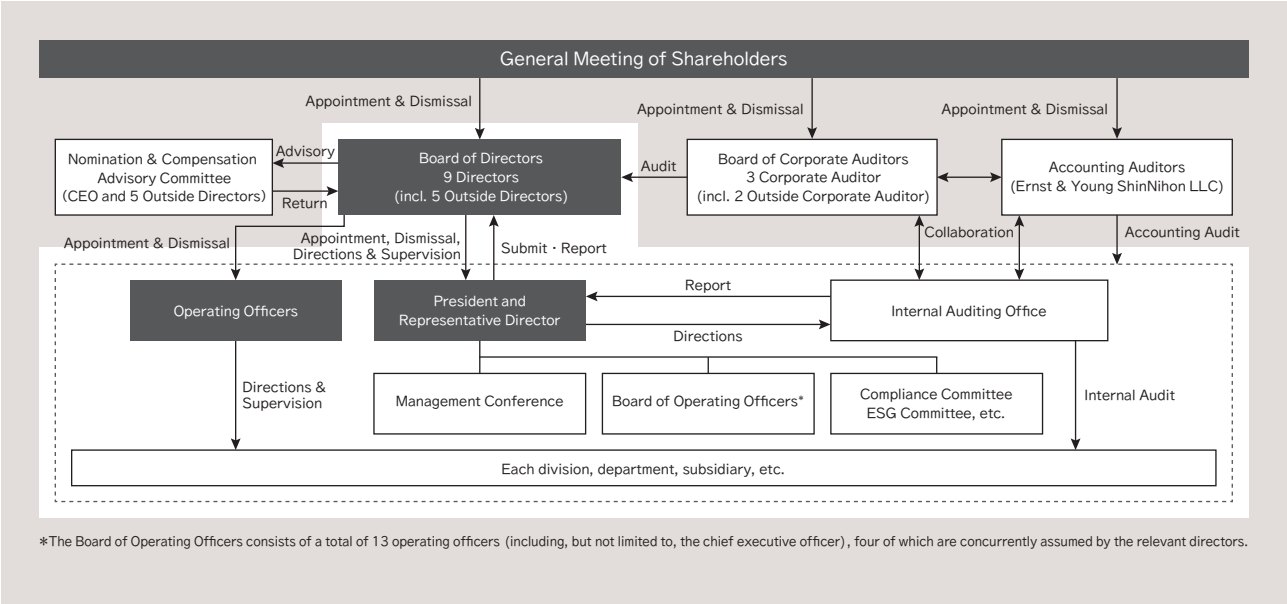 General Meeting of Shareholders
Appointment & Dismissal
Appointment & Dismissal
Appointment & Dismissal
Nomination & Compensation
Advisory Committee
(CEO and 5 Outside Directors)
Advisory
Return
Board of Directors
9 Directors
(incl. 5 Outside Directors)
Audit
Board of Corporate Auditors
3 Corporate Auditor
(incl. 2 Outside Corporate Auditor)
Accounting Auditors
(Ernst & Young ShinNihon LLC)
Appointment & Dismissal
Appointment, Dismissal,
Directions & Supervision
Submit・Report
Collaboration
Accounting Audit
Operating Officers
President and
Representative Director
Report
Directions
Internal Auditing Office
Directions &
Supervision
Management Conference
Board of Operating Officers*
Compliance Committee
ESG Committee, etc.
Internal Audit
Each division, department, subsidiary, etc.
*The Board of Operating Officers consists of a total of 13 operating officers (including, but not limited to, the chief executive officer), four of which are concurrently assumed by the relevant directors.